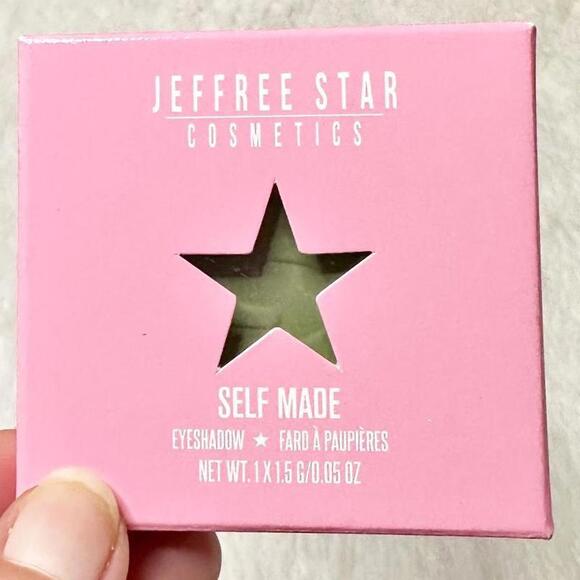 JEFFREE STAR
COSMETICS
SELF MADE
EYESHADOW ★ FARD À PAUPIÈRES
NET WT. 1 X 1.5 G/0.05 OZ